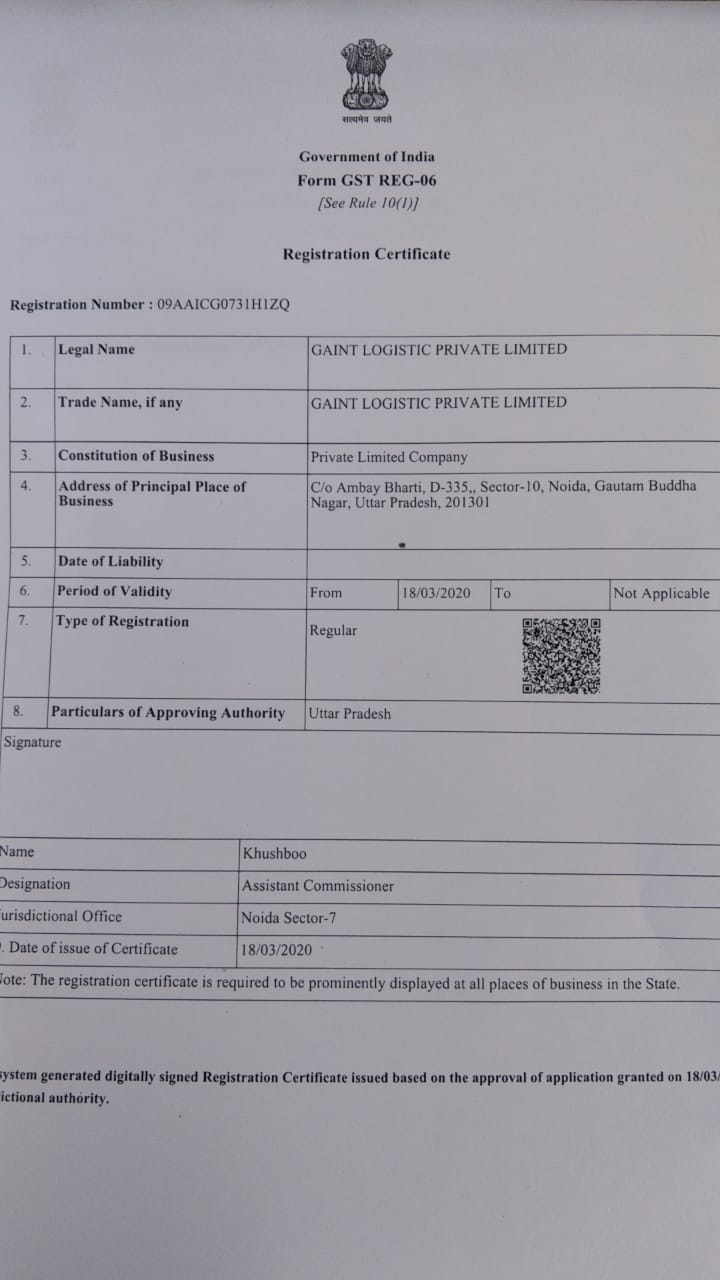 सत्यमेव जयते
Government of India
Form GST REG-06
[See Rule 10(1)]
Registration Certificate
Registration Number : 09AAICG0731H1ZQ
1. Legal Name GAINT LOGISTIC PRIVATE LIMITED
2. Trade Name, if any GAINT LOGISTIC PRIVATE LIMITED
3. Constitution of Business Private Limited Company
4. Address of Principal Place of Business C/o Ambay Bharti, D-335,, Sector-10, Noida, Gautam Buddha
Nagar, Uttar Pradesh, 201301
5. Date of Liability
6. Period of Validity From 18/03/2020 To Not Applicable
7. Type of Registration Regular
8. Particulars of Approving Authority Uttar Pradesh
Signature
Name Khushboo
Designation Assistant Commissioner
urisdictional Office Noida Sector-7
. Date of issue of Certificate 18/03/2020
Note: The registration certificate is required to be prominently displayed at all places of business in the State.
system generated digitally signed Registration Certificate issued based on the approval of application granted on 18/03/
ictional authority.